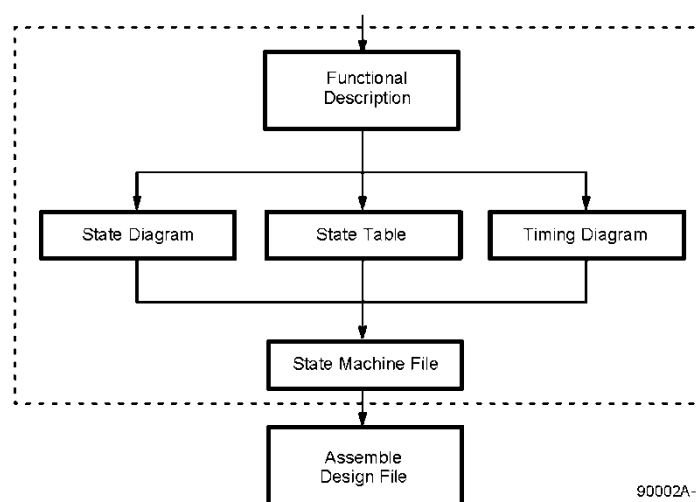 Functional
Description
State Diagram
State Table
Timing Diagram
State Machine File
Assemble
Design File
90002A-